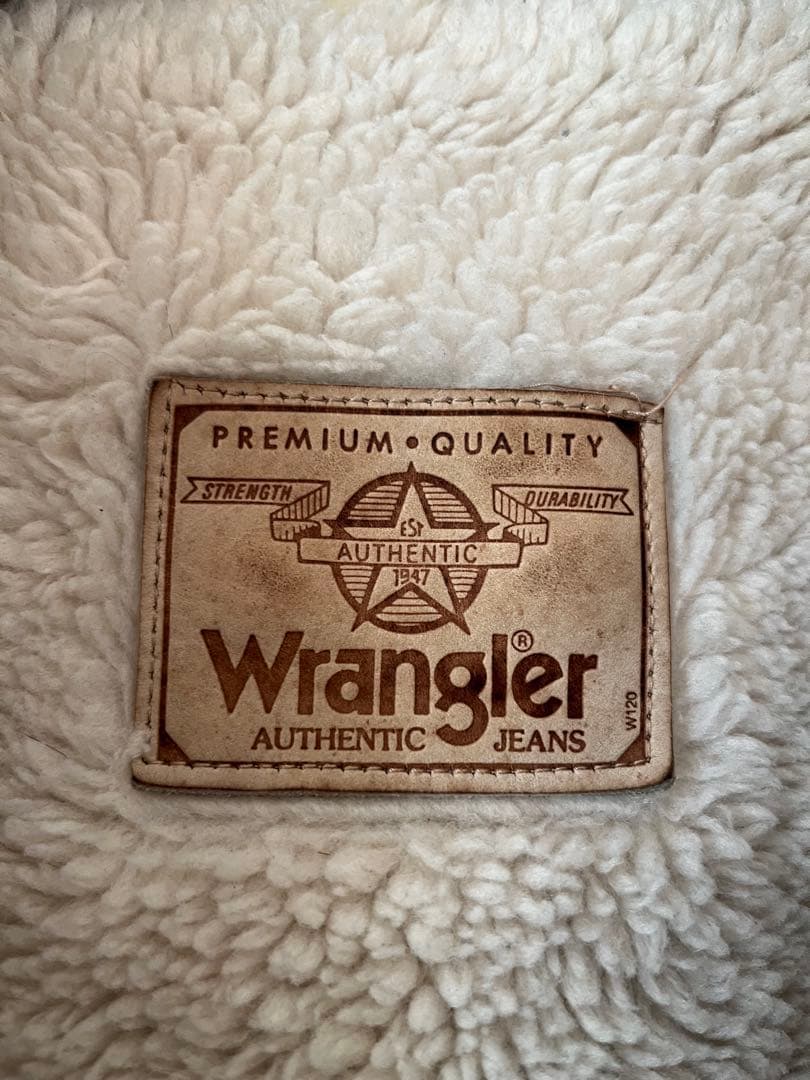 PREMIUM • QUALITY
STRENGTH
DURABILITY
EST
AUTHENTIC
1947
Wrangler®
AUTHENTIC JEANS
W120